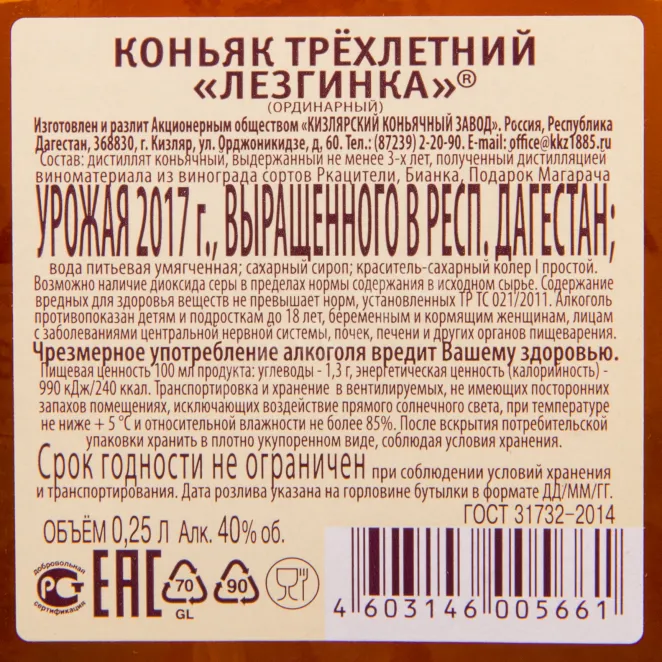 КОНЬЯК ТРЁХЛЕТНИЙ
«ЛЕЗГИНКА»®
(ОРДИНАРНЫЙ)
Изготовлен и разлит Акционерным обществом «КИЗЛЯРСКИЙ КОНЬЯЧНЫЙ ЗАВОД». Россия, Республика
Дагестан, 368830, г. Кизляр, ул. Орджоникидзе, д. 60. Тел.: (87239) 2-20-90. E-mail: office@kkz1885.ru
Состав: дистиллят коньячный, выдержанный не менее 3-х лет, полученный дистилляцией
виноматериала из винограда сортов Ркацители, Бианка, Подарок Магарача
УРОЖАЯ 2017 г., ВЫРАЩЕННОГО В РЕСП. ДАГЕСТАН;
вода питьевая умягченная; сахарный сироп; краситель-сахарный колер I простой.
Возможно наличие диоксида серы в пределах нормы содержания в исходном сырье. Содержание
вредных для здоровья веществ не превышает норм, установленных ТР ТС 021/2011. Алкоголь
противопоказан детям и подросткам до 18 лет, беременным и кормящим женщинам, лицам
с заболеваниями центральной нервной системы, почек, печени и других органов пищеварения.
Чрезмерное употребление алкоголя вредит Вашему здоровью.
Пищевая ценность 100 мл продукта: углеводы - 1,3 г, энергетическая ценность (калорийность) -
990 кДж/240 ккал. Транспортировка и хранение в вентилируемых, не имеющих посторонних
запахов помещениях, исключающих воздействие прямого солнечного света, при температуре
не ниже + 5 °С и относительной влажности не более 85%. После вскрытия потребительской
упаковки хранить в плотно укупоренном виде, соблюдая условия хранения.
Срок годности не ограничен при соблюдении условий хранения
и транспортирования. Дата розлива указана на горловине бутылки в формате ДД/ММ/ГГ.
ГОСТ 31732-2014
ОБЪЁМ 0,25 Л Алк. 40% об.
добровольная
РСТ
сертификация
EAC
70
GL
90
4 603146 005661